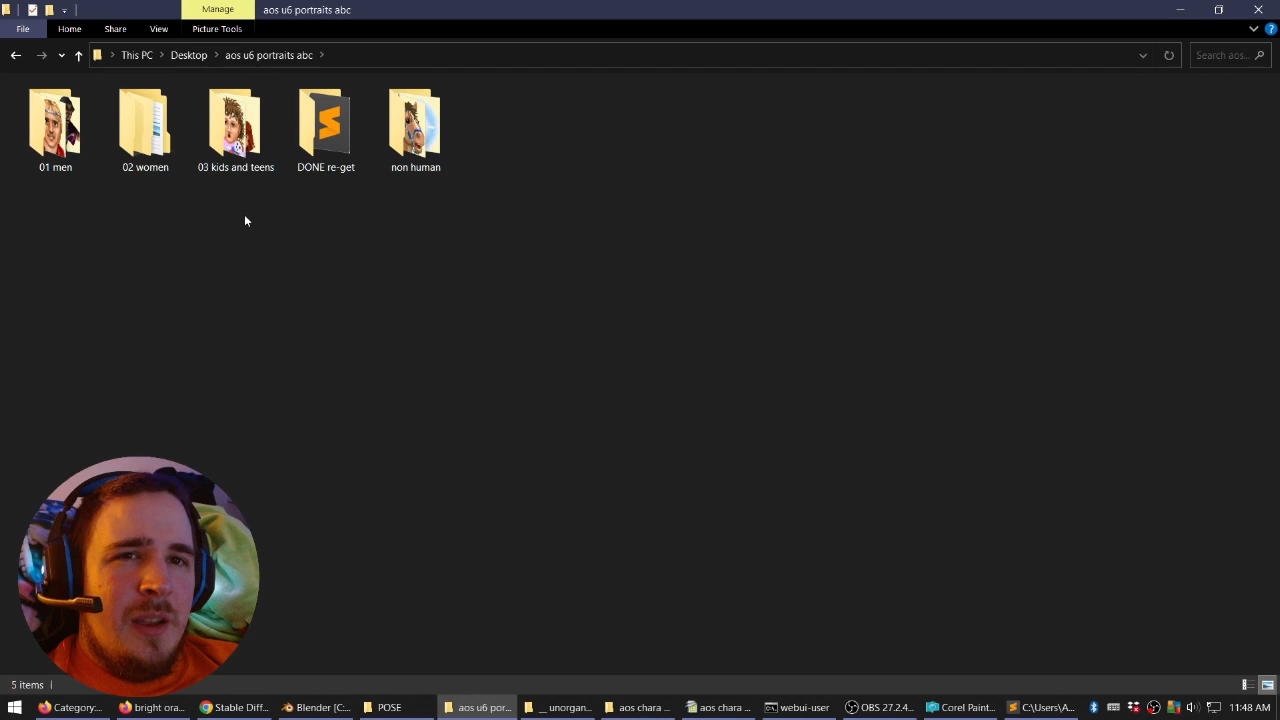 Manage
aos u6 portraits abc
File
Home
Share
View
Picture Tools
This PC
Desktop
aos u6 portraits abc
Search aos...
01 men
02 women
03 kids and teens
DONE re-get
non human
5 items
Category:...
bright ora...
Stable Diff...
Blender [C...
POSE
aos u6 por...
__ unorgan...
aos chara ...
aos chara ...
webui-user
OBS 27.2.4...
Corel Paint...
C:\Users\A...
11:48 AM